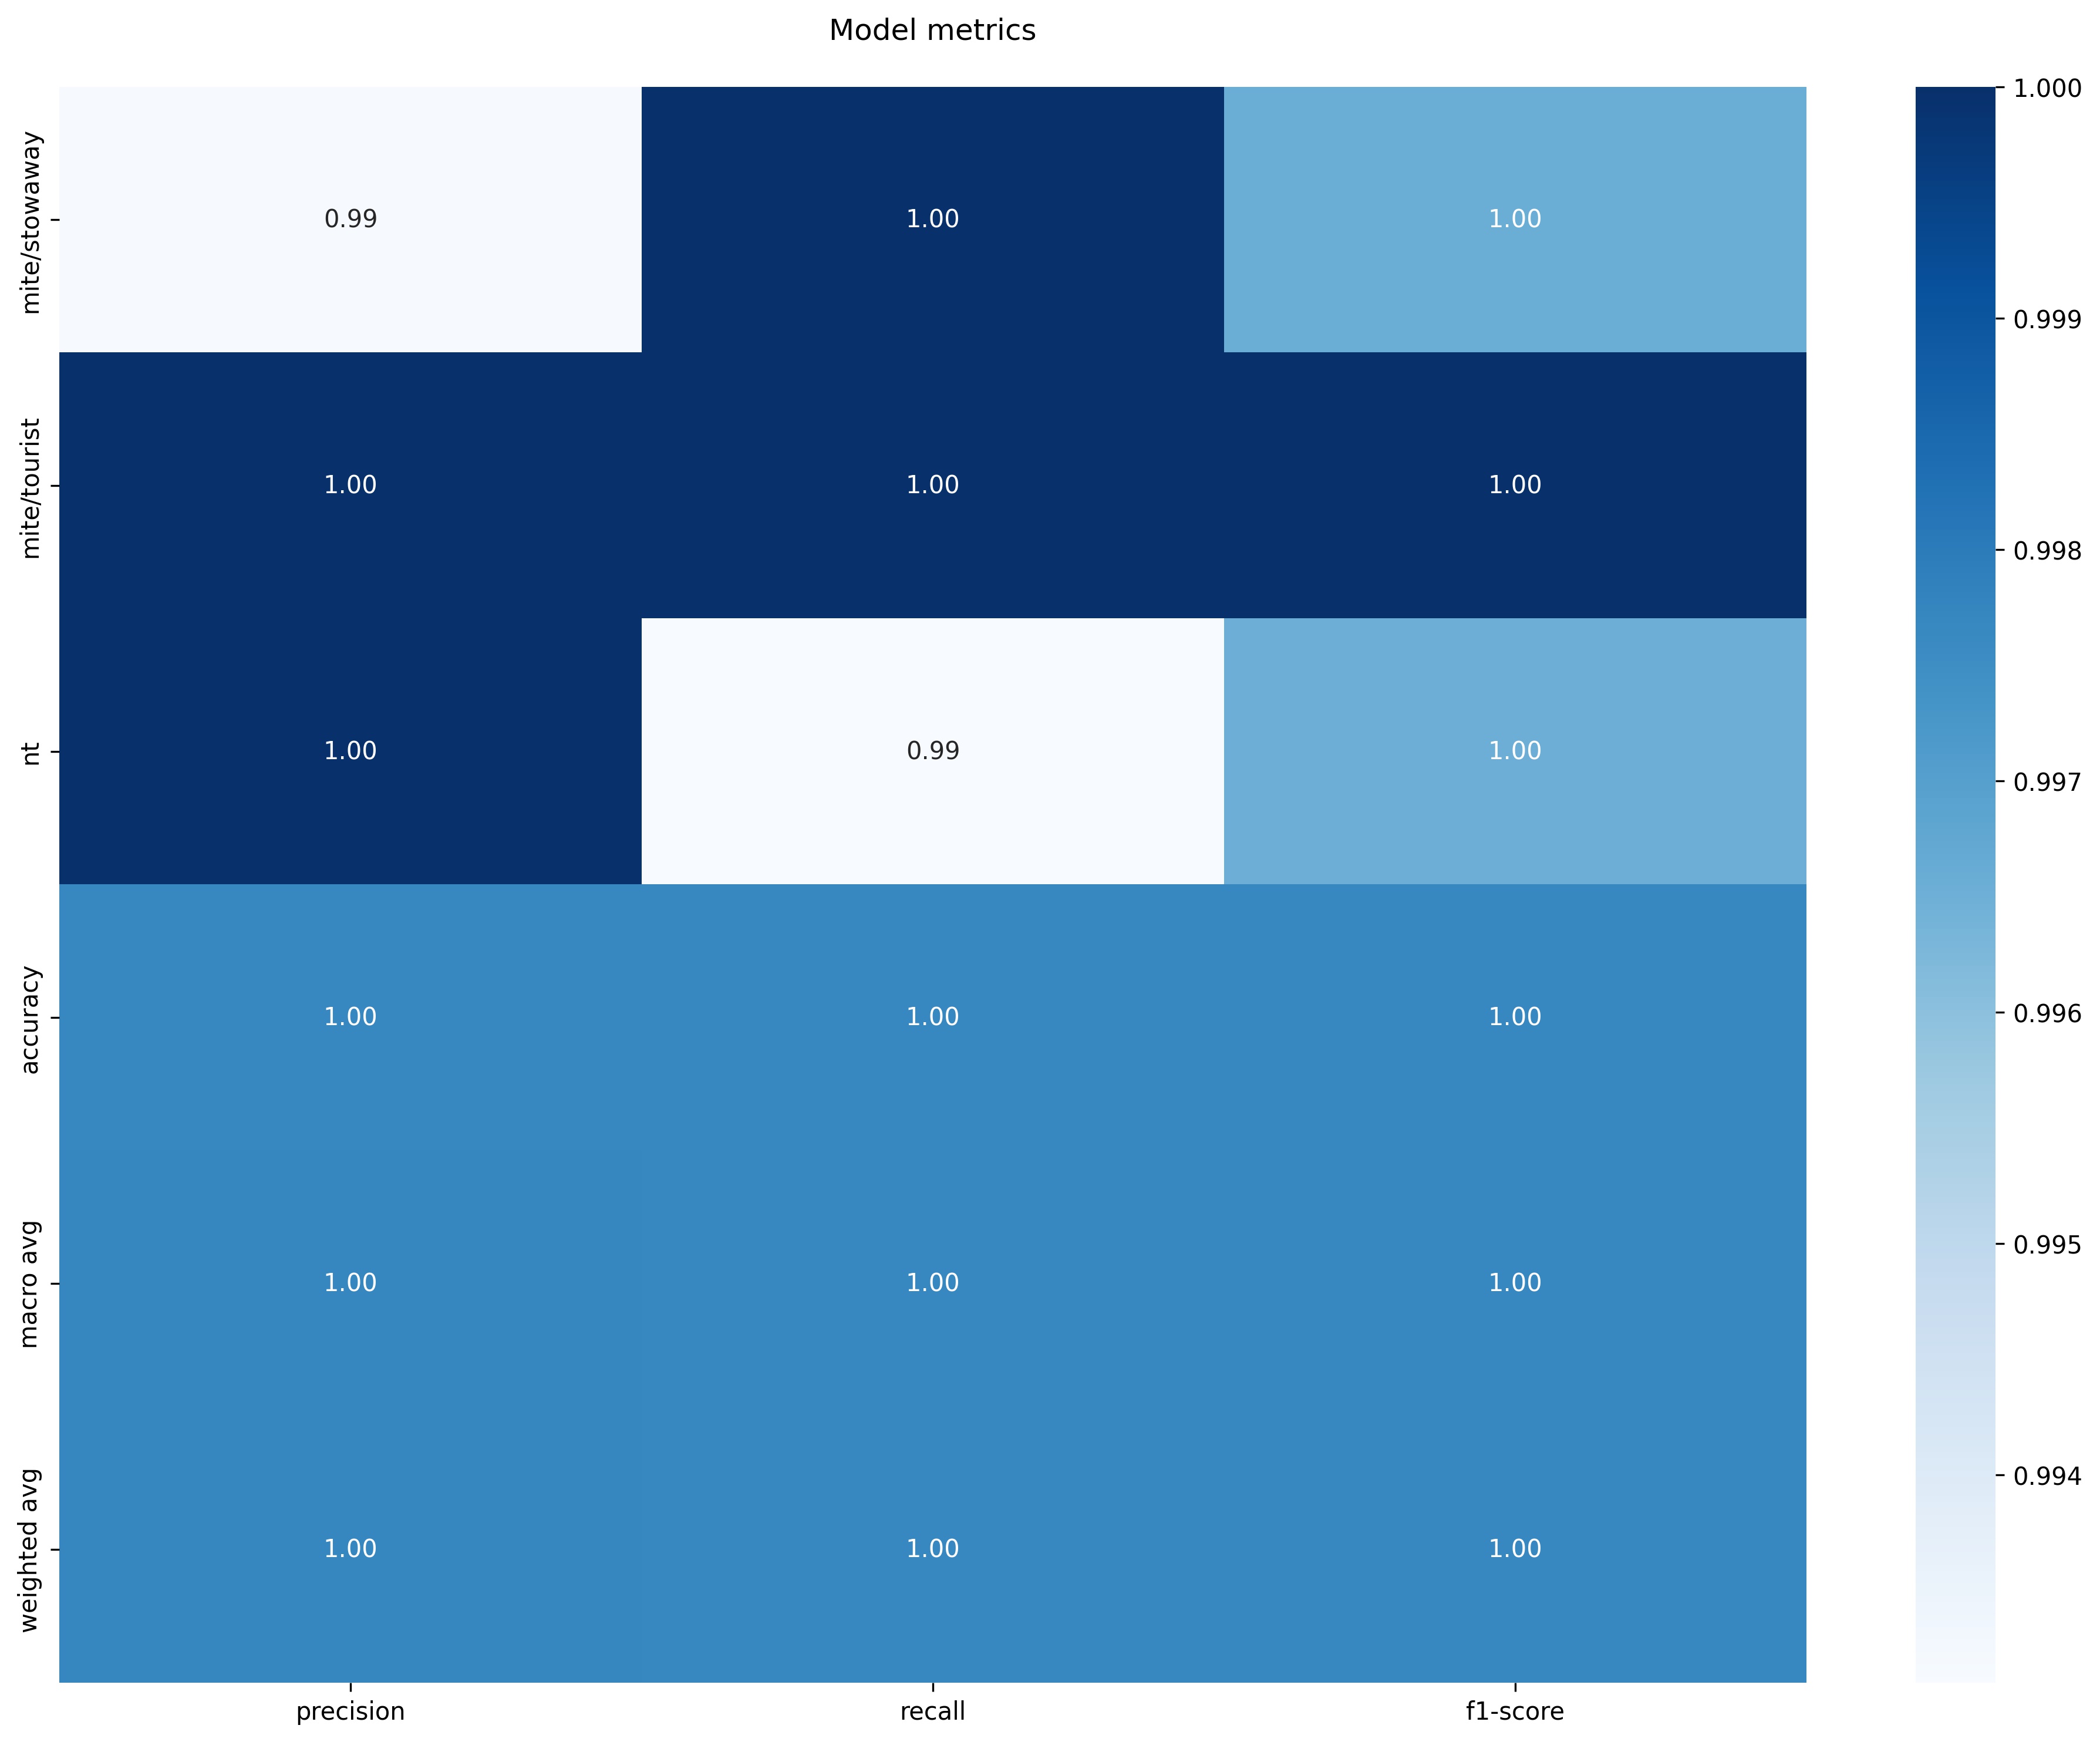 Model metrics
mite/stowaway
0.99 1.00 1.00
mite/tourist
1.00 1.00 1.00
nt
1.00 0.99 1.00
accuracy
1.00 1.00 1.00
macro avg
1.00 1.00 1.00
weighted avg
1.00 1.00 1.00
precision recall f1-score
1.000
0.999
0.998
0.997
0.996
0.995
0.994